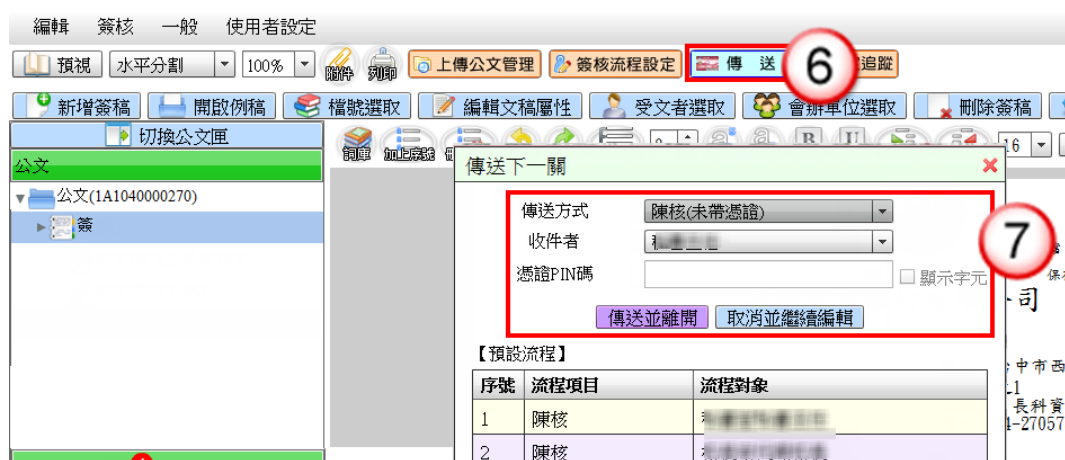 編輯 簽核 一般 使用者設定
預視 水平分割 100% 附件 列印 上傳公文管理 簽核流程設定 傳 送 6 追蹤
新增簽稿 開啟例稿 檔號選取 編輯文稿屬性 受文者選取 會辦單位選取 刪除簽稿
切換公文匣
詞庫 加上序號 16
公文
傳送下一關
公文(1A1040000270)
簽
傳送方式 陳核(未帶憑證)
收件者
7
憑證PIN碼 顯示字元
司
傳送並離開 取消並繼續編輯
【預設流程】
中市西
序號 流程項目 流程對象
長科資
1 陳核
4-27057
2 陳核